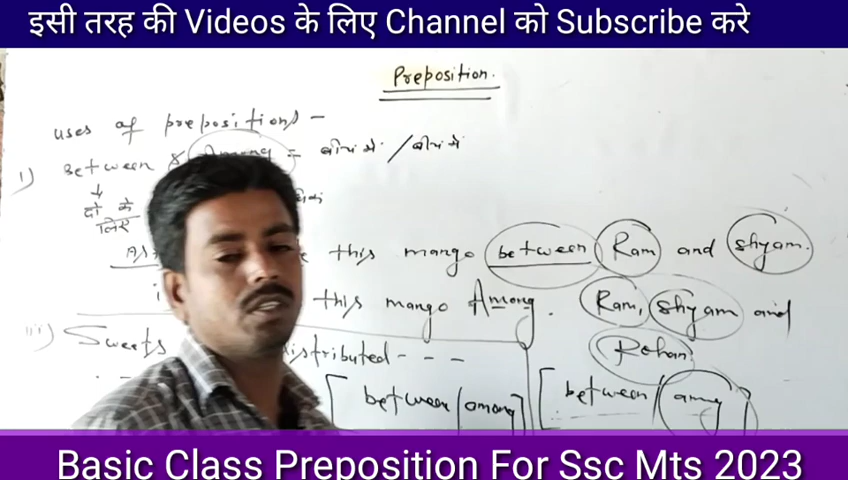 इसी तरह की Videos के लिए Channel को Subscribe करे
Preposition.
uses of prepositions -
i) Between & Among = बीच में / बीच में
दो के
लिए
this mango between Ram and Shyam.
this mango Among. Ram, Shyam and
Rohan
iii) Sweets distributed - - -
[between/among] [between/among]
Basic Class Preposition For Ssc Mts 2023